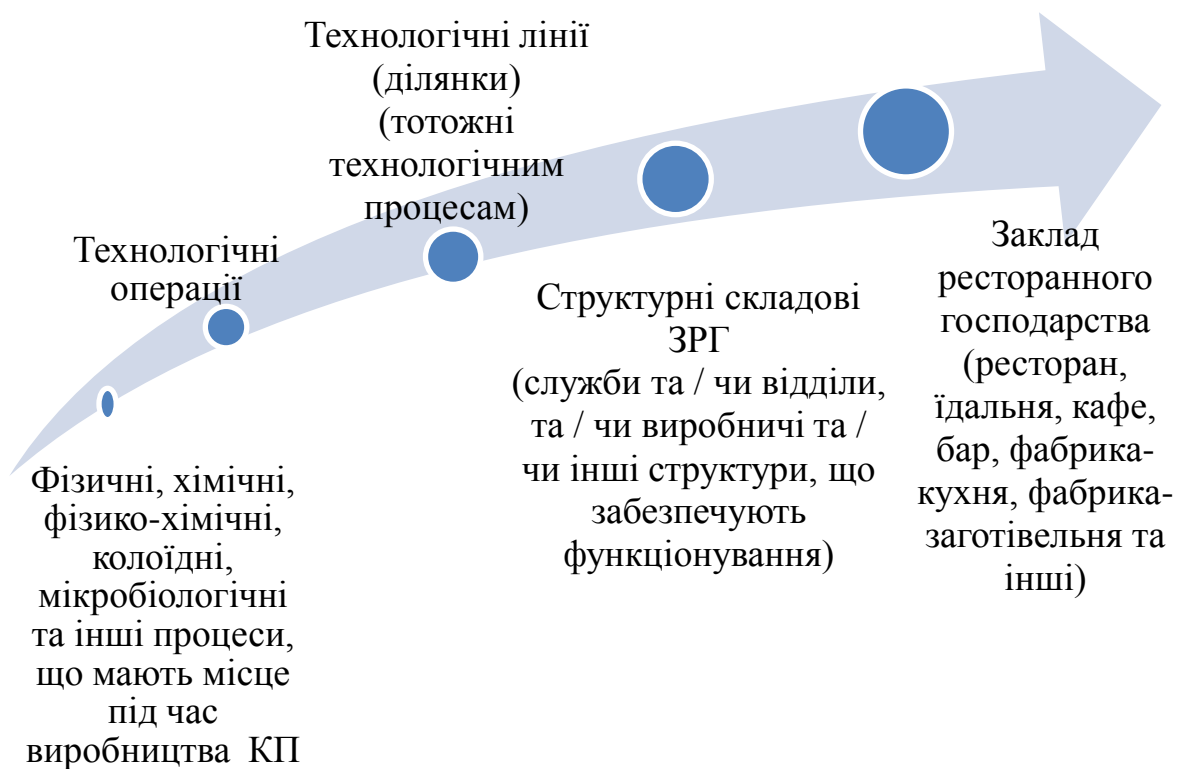 Фізичні, хімічні,
фізико-хімічні,
колоїдні,
мікробіологічні
та інші процеси,
що мають місце
під час
виробництва КП
Технологічні
операції
Технологічні лінії
(ділянки)
(тотожні
технологічним
процесам)
Структурні складові
ЗРГ
(служби та / чи відділи,
та / чи виробничі та /
чи інші структури, що
забезпечують
функціонування)
Заклад
ресторанного
господарства
(ресторан,
їдальня, кафе,
бар, фабрика-
кухня, фабрика-
заготівельня та
інші)